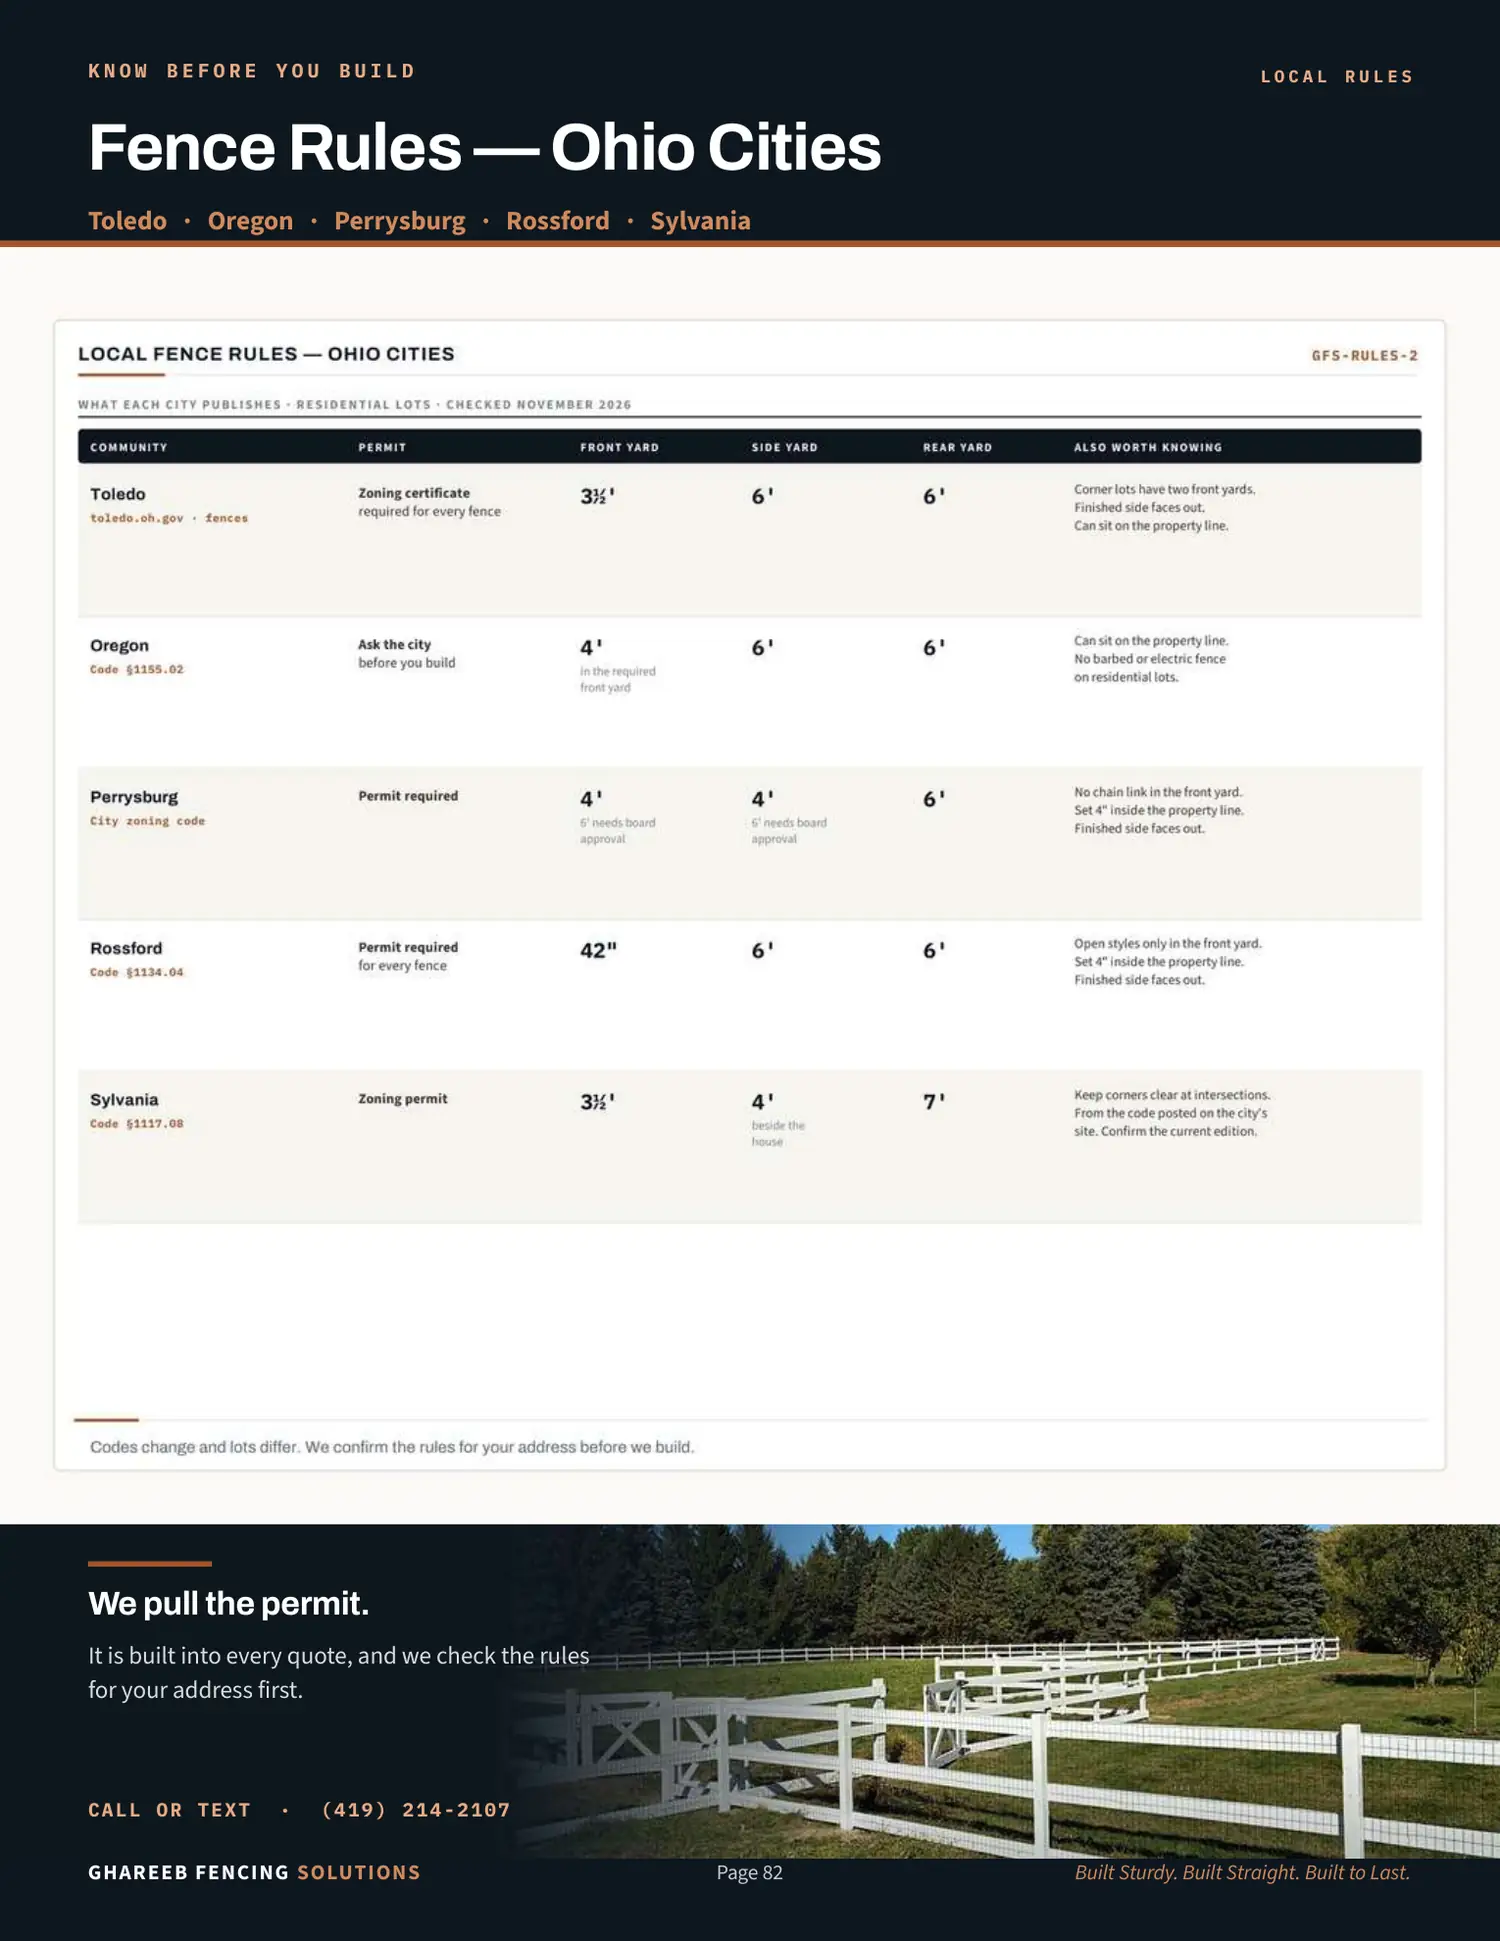 KNOW BEFORE YOU BUILD
LOCAL RULES
Fence Rules — Ohio Cities
Toledo · Oregon · Perrysburg · Rossford · Sylvania
LOCAL FENCE RULES — OHIO CITIES
GFS-RULES-2
WHAT EACH CITY PUBLISHES · RESIDENTIAL LOTS · CHECKED NOVEMBER 2026
COMMUNITY PERMIT FRONT YARD SIDE YARD REAR YARD ALSO WORTH KNOWING
Toledo
toledo.oh.gov · fences
Zoning certificate
required for every fence
3½'
6'
6'
Corner lots have two front yards.
Finished side faces out.
Can sit on the property line.
Oregon
Code §1155.02
Ask the city
before you build
4'
in the required
front yard
6'
6'
Can sit on the property line.
No barbed or electric fence
on residential lots.
Perrysburg
City zoning code
Permit required
4'
6' needs board
approval
4'
6' needs board
approval
6'
No chain link in the front yard.
Set 4" inside the property line.
Finished side faces out.
Rossford
Code §1134.04
Permit required
for every fence
42"
6'
6'
Open styles only in the front yard.
Set 4" inside the property line.
Finished side faces out.
Sylvania
Code §1117.08
Zoning permit
3½'
4'
beside the
house
7'
Keep corners clear at intersections.
From the code posted on the city's
site. Confirm the current edition.
Codes change and lots differ. We confirm the rules for your address before we build.
We pull the permit.
It is built into every quote, and we check the rules
for your address first.
CALL OR TEXT · (419) 214-2107
GHAREEB FENCING SOLUTIONS
Page 82
Built Sturdy. Built Straight. Built to Last.